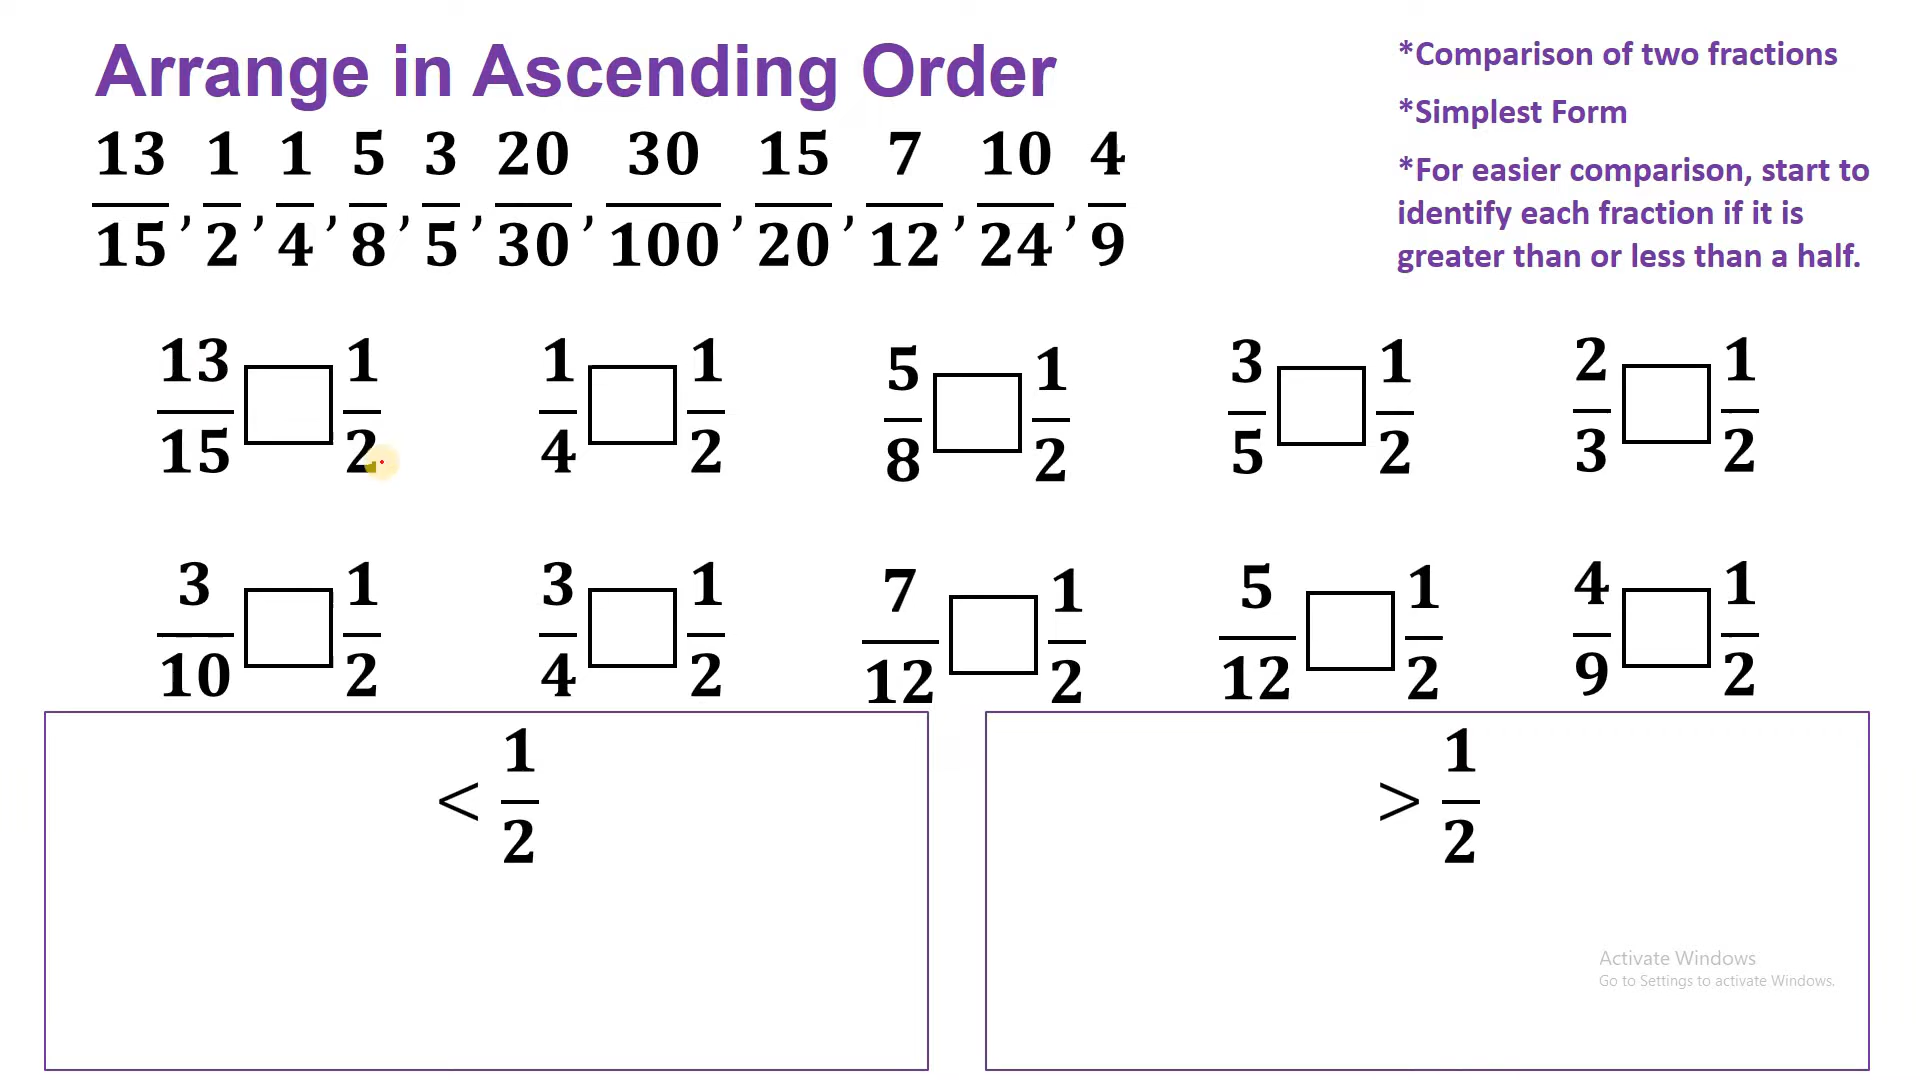 Arrange in Ascending Order
13/15, 1/2, 1/4, 5/8, 3/5, 20/30, 30/100, 15/20, 7/12, 10/24, 4/9
*Comparison of two fractions
*Simplest Form
*For easier comparison, start to
identify each fraction if it is
greater than or less than a half.
13/15 □ 1/2 1/4 □ 1/2 5/8 □ 1/2 3/5 □ 1/2 2/3 □ 1/2
3/10 □ 1/2 3/4 □ 1/2 7/12 □ 1/2 5/12 □ 1/2 4/9 □ 1/2
< 1/2
> 1/2
Activate Windows
Go to Settings to activate Windows.